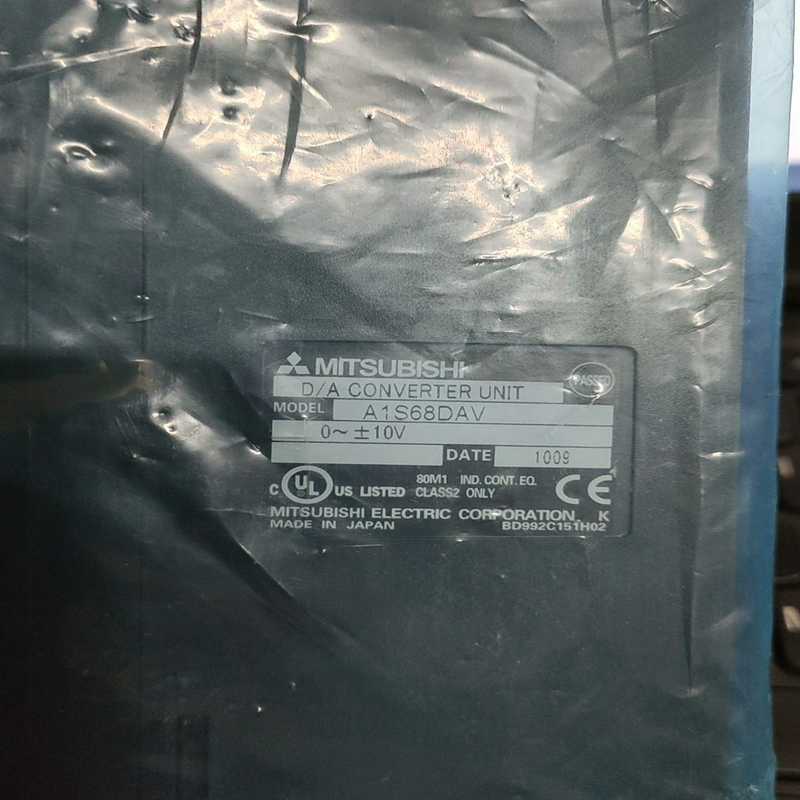 MITSUBISHI
PASSED
D/A CONVERTER UNIT
MODEL A1S68DAV
0~ ±10V
DATE 1009
C UL US LISTED 80M1 IND. CONT. EQ. CLASS2 ONLY CE
MITSUBISHI ELECTRIC CORPORATION K
MADE IN JAPAN BD992C151H02